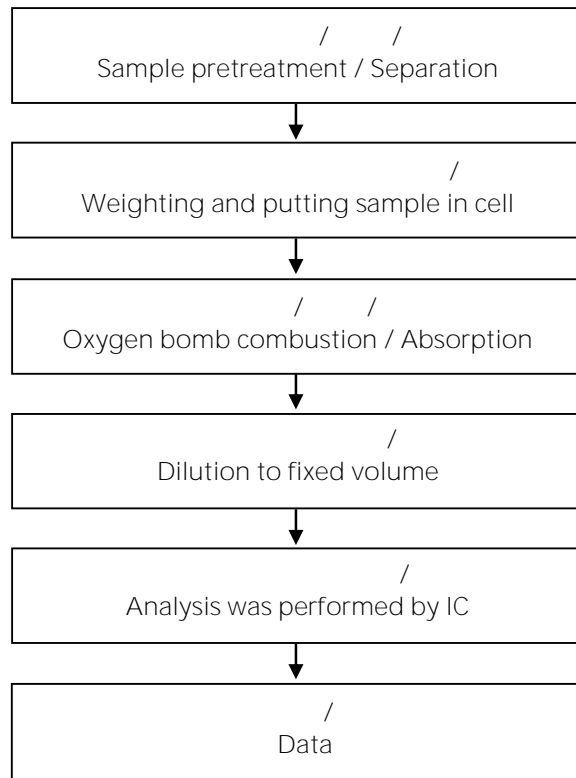 / /
Sample pretreatment / Separation
/
Weighting and putting sample in cell
/ /
Oxygen bomb combustion / Absorption
/
Dilution to fixed volume
/
Analysis was performed by IC
/
Data